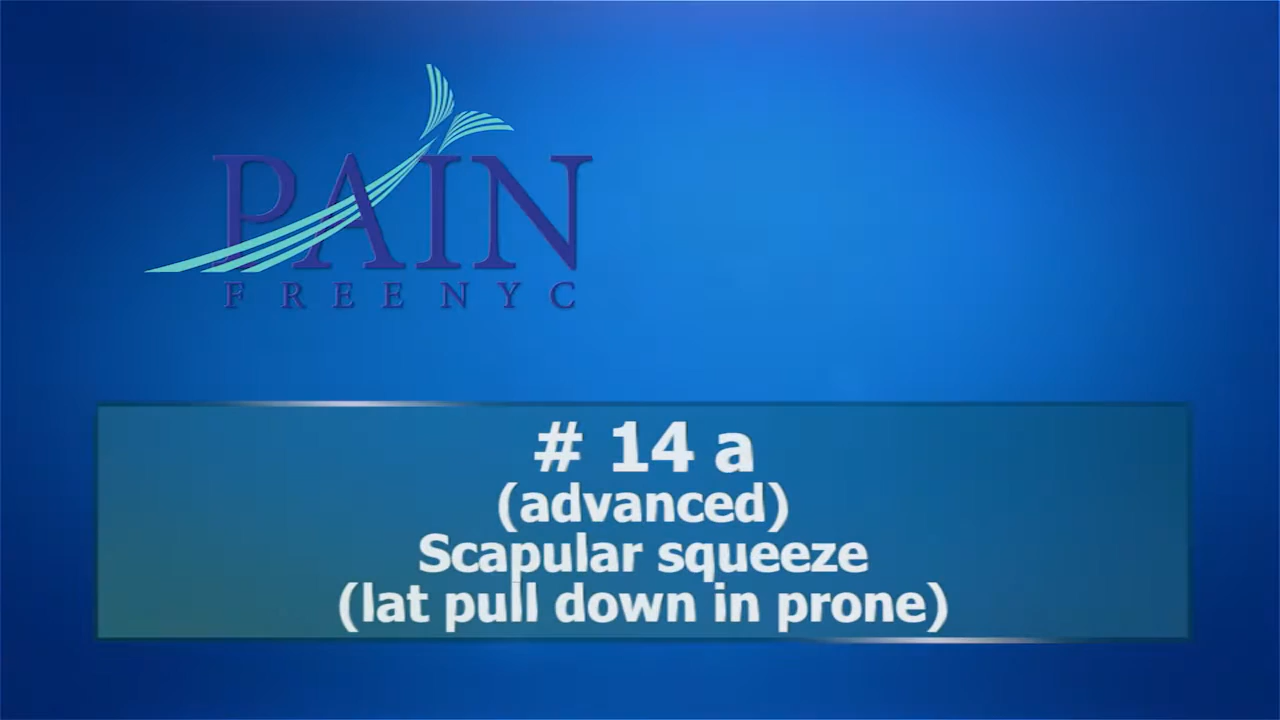 PAIN
FREENYC
# 14 a
(advanced)
Scapular squeeze
(lat pull down in prone)